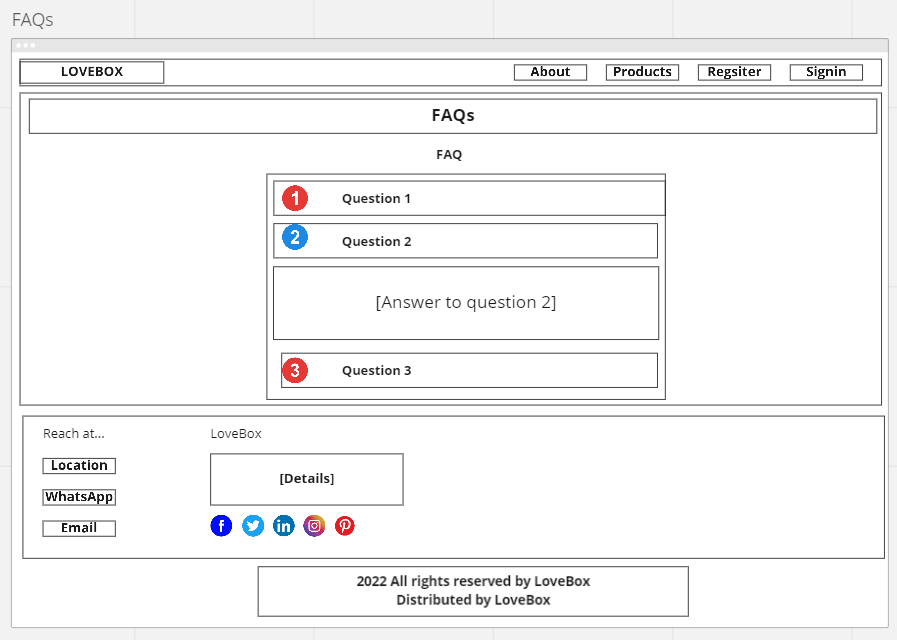 FAQs
LOVEBOX
About
Products
Regsiter
Signin
FAQs
FAQ
1 Question 1
2 Question 2
[Answer to question 2]
3 Question 3
Reach at...
LoveBox
Location
[Details]
WhatsApp
Email
f
in
2022 All rights reserved by LoveBox
Distributed by LoveBox